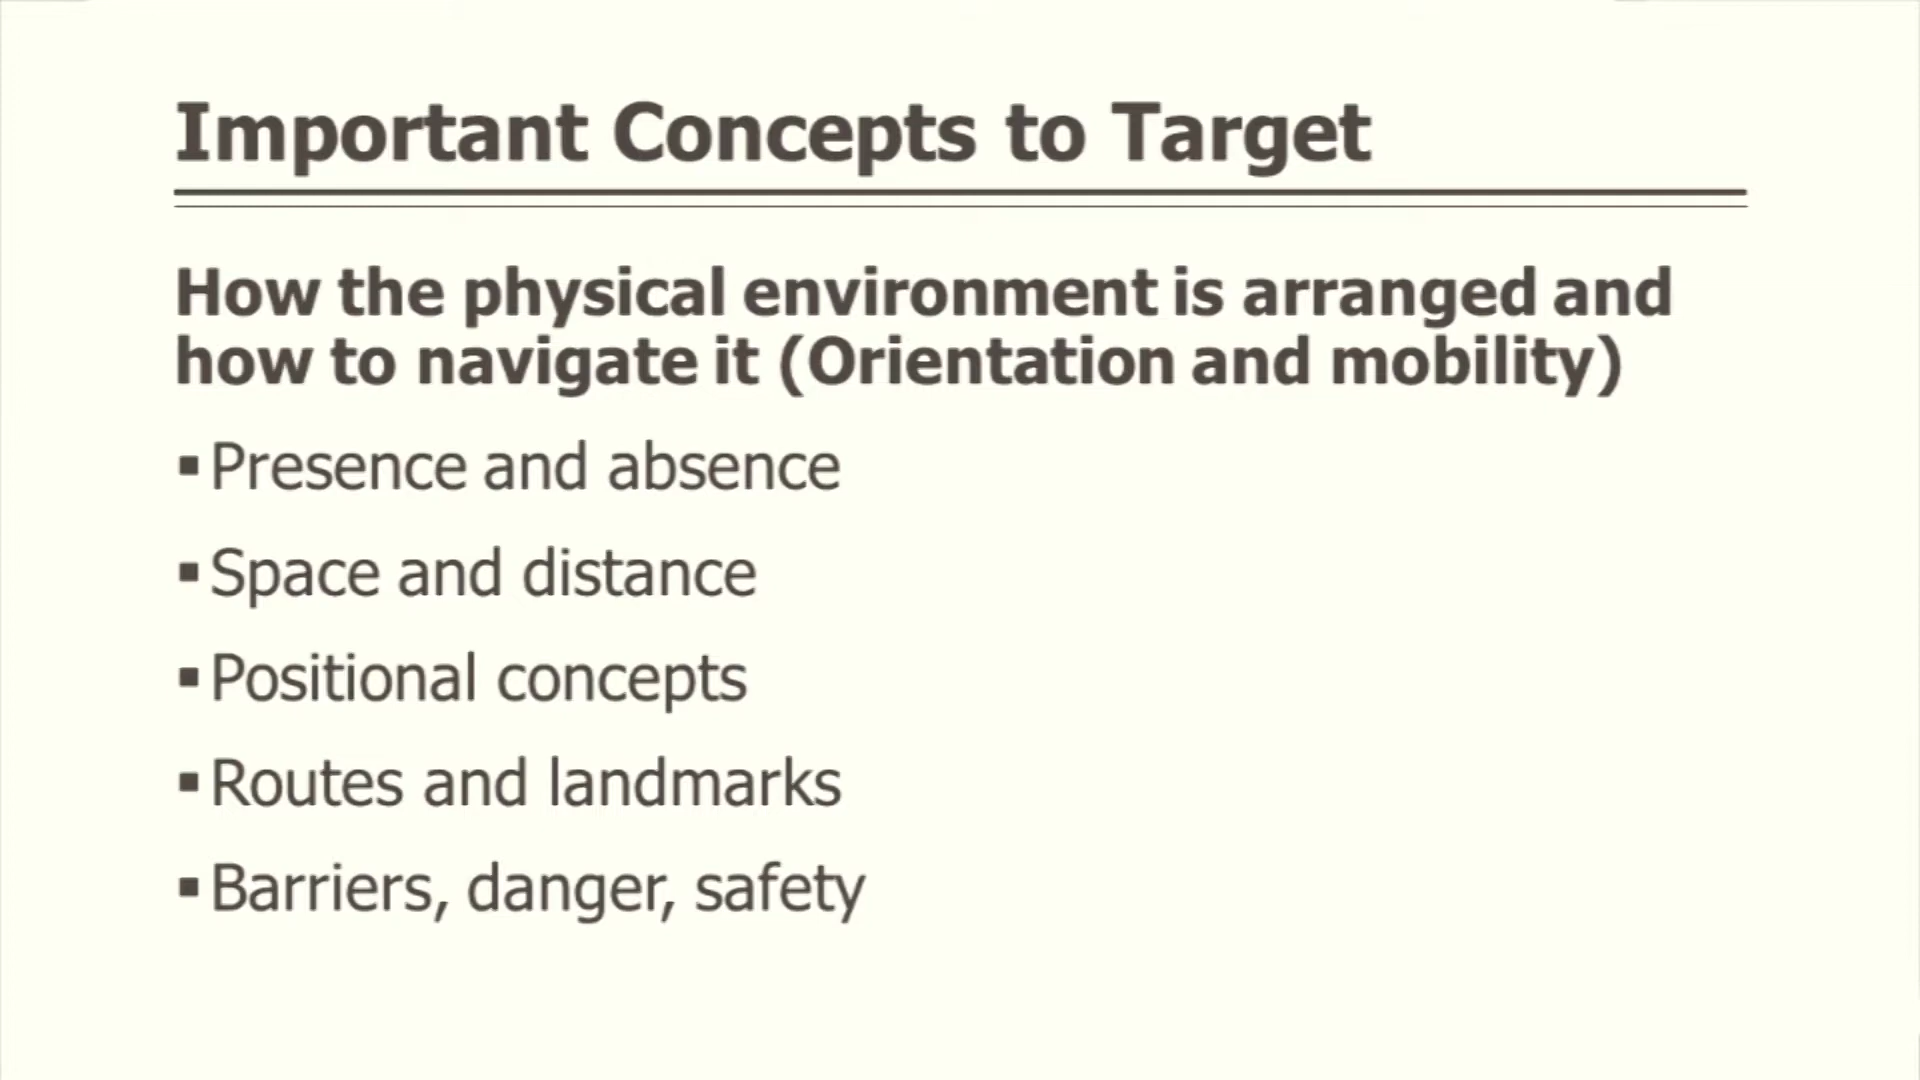 Important Concepts to Target
How the physical environment is arranged and
how to navigate it (Orientation and mobility)
▪Presence and absence
▪Space and distance
▪Positional concepts
▪Routes and landmarks
▪Barriers, danger, safety